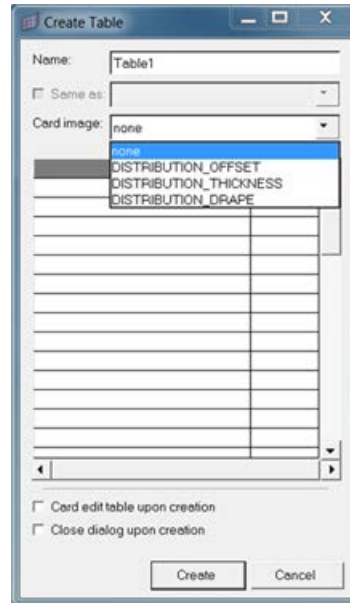 Create Table
Name: Table1
Same as:
Card image: none
none
DISTRIBUTION_OFFSET
DISTRIBUTION_THICKNESS
DISTRIBUTION_DRAPE
Card edit table upon creation
Close dialog upon creation
Create Cancel